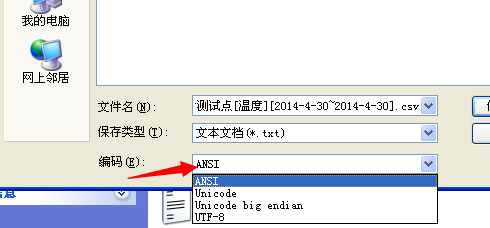 我的电脑
网上邻居
文件名(N):
测试点[温度][2014-4-30~2014-4-30].csv
保存类型(T):
文本文档(*.txt)
编码(E):
ANSI
ANSI
Unicode
Unicode big endian
UTF-8
息